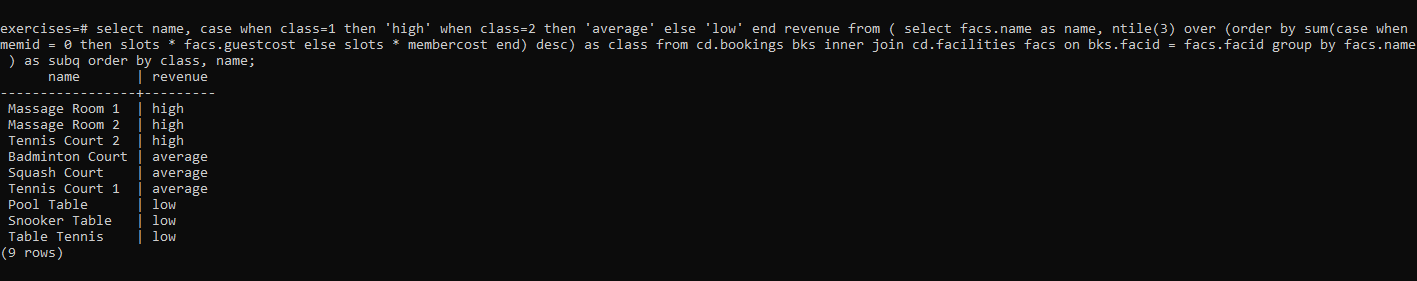 exercises=# select name, case when class=1 then 'high' when class=2 then 'average' else 'low' end revenue from ( select facs.name as name, ntile(3) over (order by sum(case when
memid = 0 then slots * facs.guestcost else slots * membercost end) desc) as class from cd.bookings bks inner join cd.facilities facs on bks.facid = facs.facid group by facs.name
 ) as subq order by class, name;
      name       | revenue
-----------------+---------
 Massage Room 1  | high
 Massage Room 2  | high
 Tennis Court 2  | high
 Badminton Court | average
 Squash Court    | average
 Tennis Court 1  | average
 Pool Table      | low
 Snooker Table   | low
 Table Tennis    | low
(9 rows)